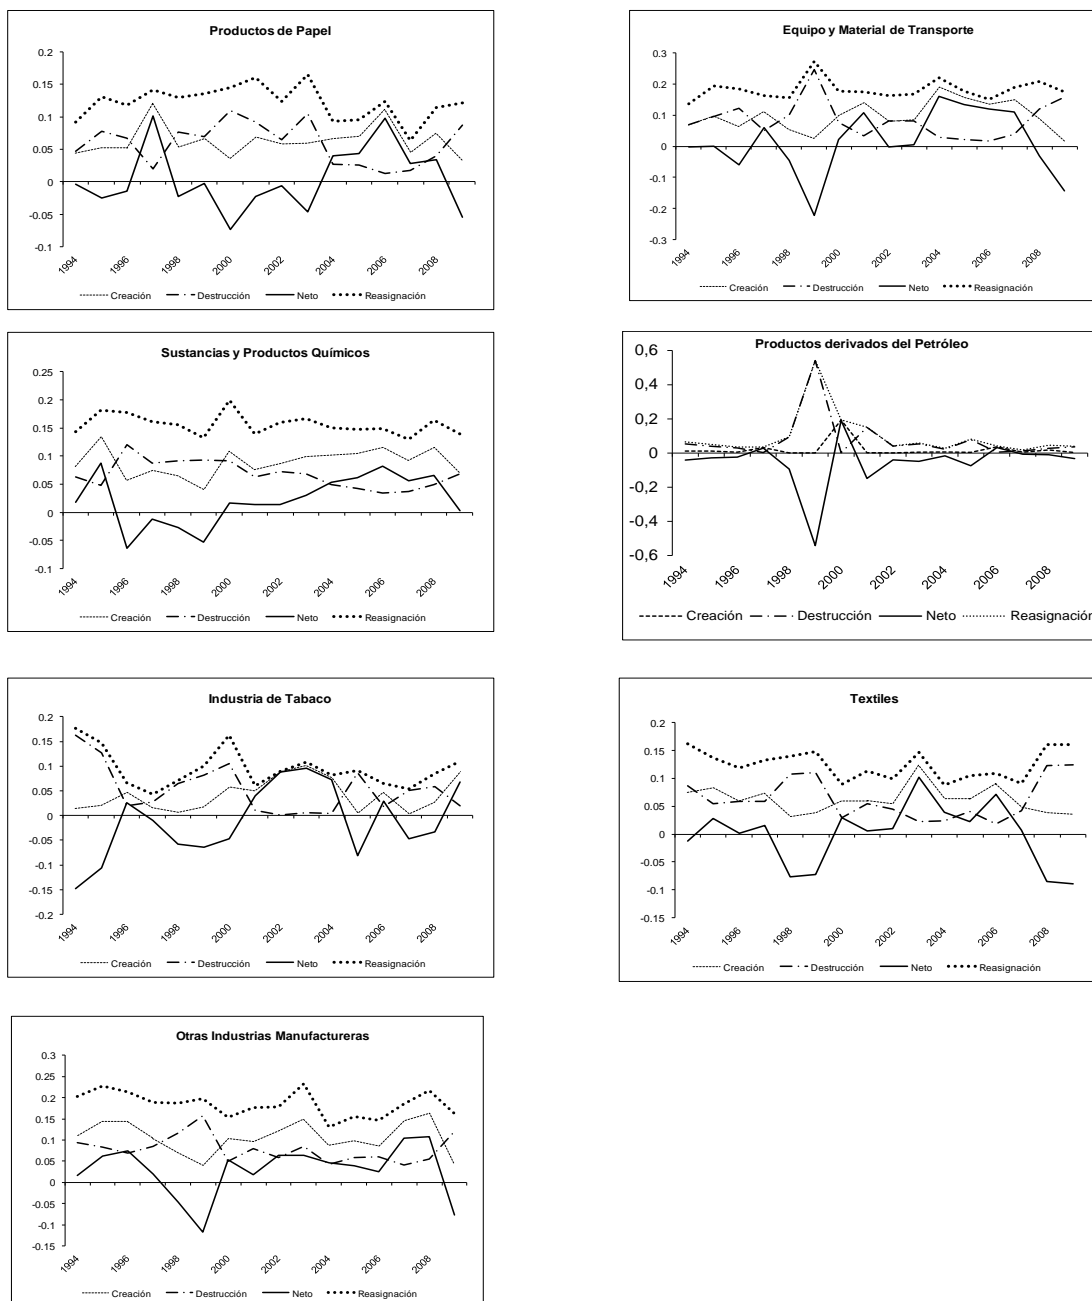 Productos de Papel
0.2
0.15
0.1
0.05
0
-0.05
-0.1
1994 1996 1998 2000 2002 2004 2006 2008
Creación Destrucción Neto Reasignación
Equipo y Material de Transporte
0.3
0.2
0.1
0
-0.1
-0.2
-0.3
1994 1996 1998 2000 2002 2004 2006 2008
Creación Destrucción Neto Reasignación
Sustancias y Productos Químicos
0.25
0.2
0.15
0.1
0.05
0
-0.05
-0.1
1994 1996 1998 2000 2002 2004 2006 2008
Creación Destrucción Neto Reasignación
Productos derivados del Petróleo
0,6
0,4
0,2
0
-0,2
-0,4
-0,6
1994 1996 1998 2000 2002 2004 2006 2008
Creación Destrucción Neto Reasignación
Industria de Tabaco
0.2
0.15
0.1
0.05
0
-0.05
-0.1
-0.15
-0.2
1994 1996 1998 2000 2002 2004 2006 2008
Creación Destrucción Neto Reasignación
Textiles
0.2
0.15
0.1
0.05
0
-0.05
-0.1
-0.15
1994 1996 1998 2000 2002 2004 2006 2008
Creación Destrucción Neto Reasignación
Otras Industrias Manufactureras
0.3
0.25
0.2
0.15
0.1
0.05
0
-0.05
-0.1
-0.15
1994 1996 1998 2000 2002 2004 2006 2008
Creación Destrucción Neto Reasignación